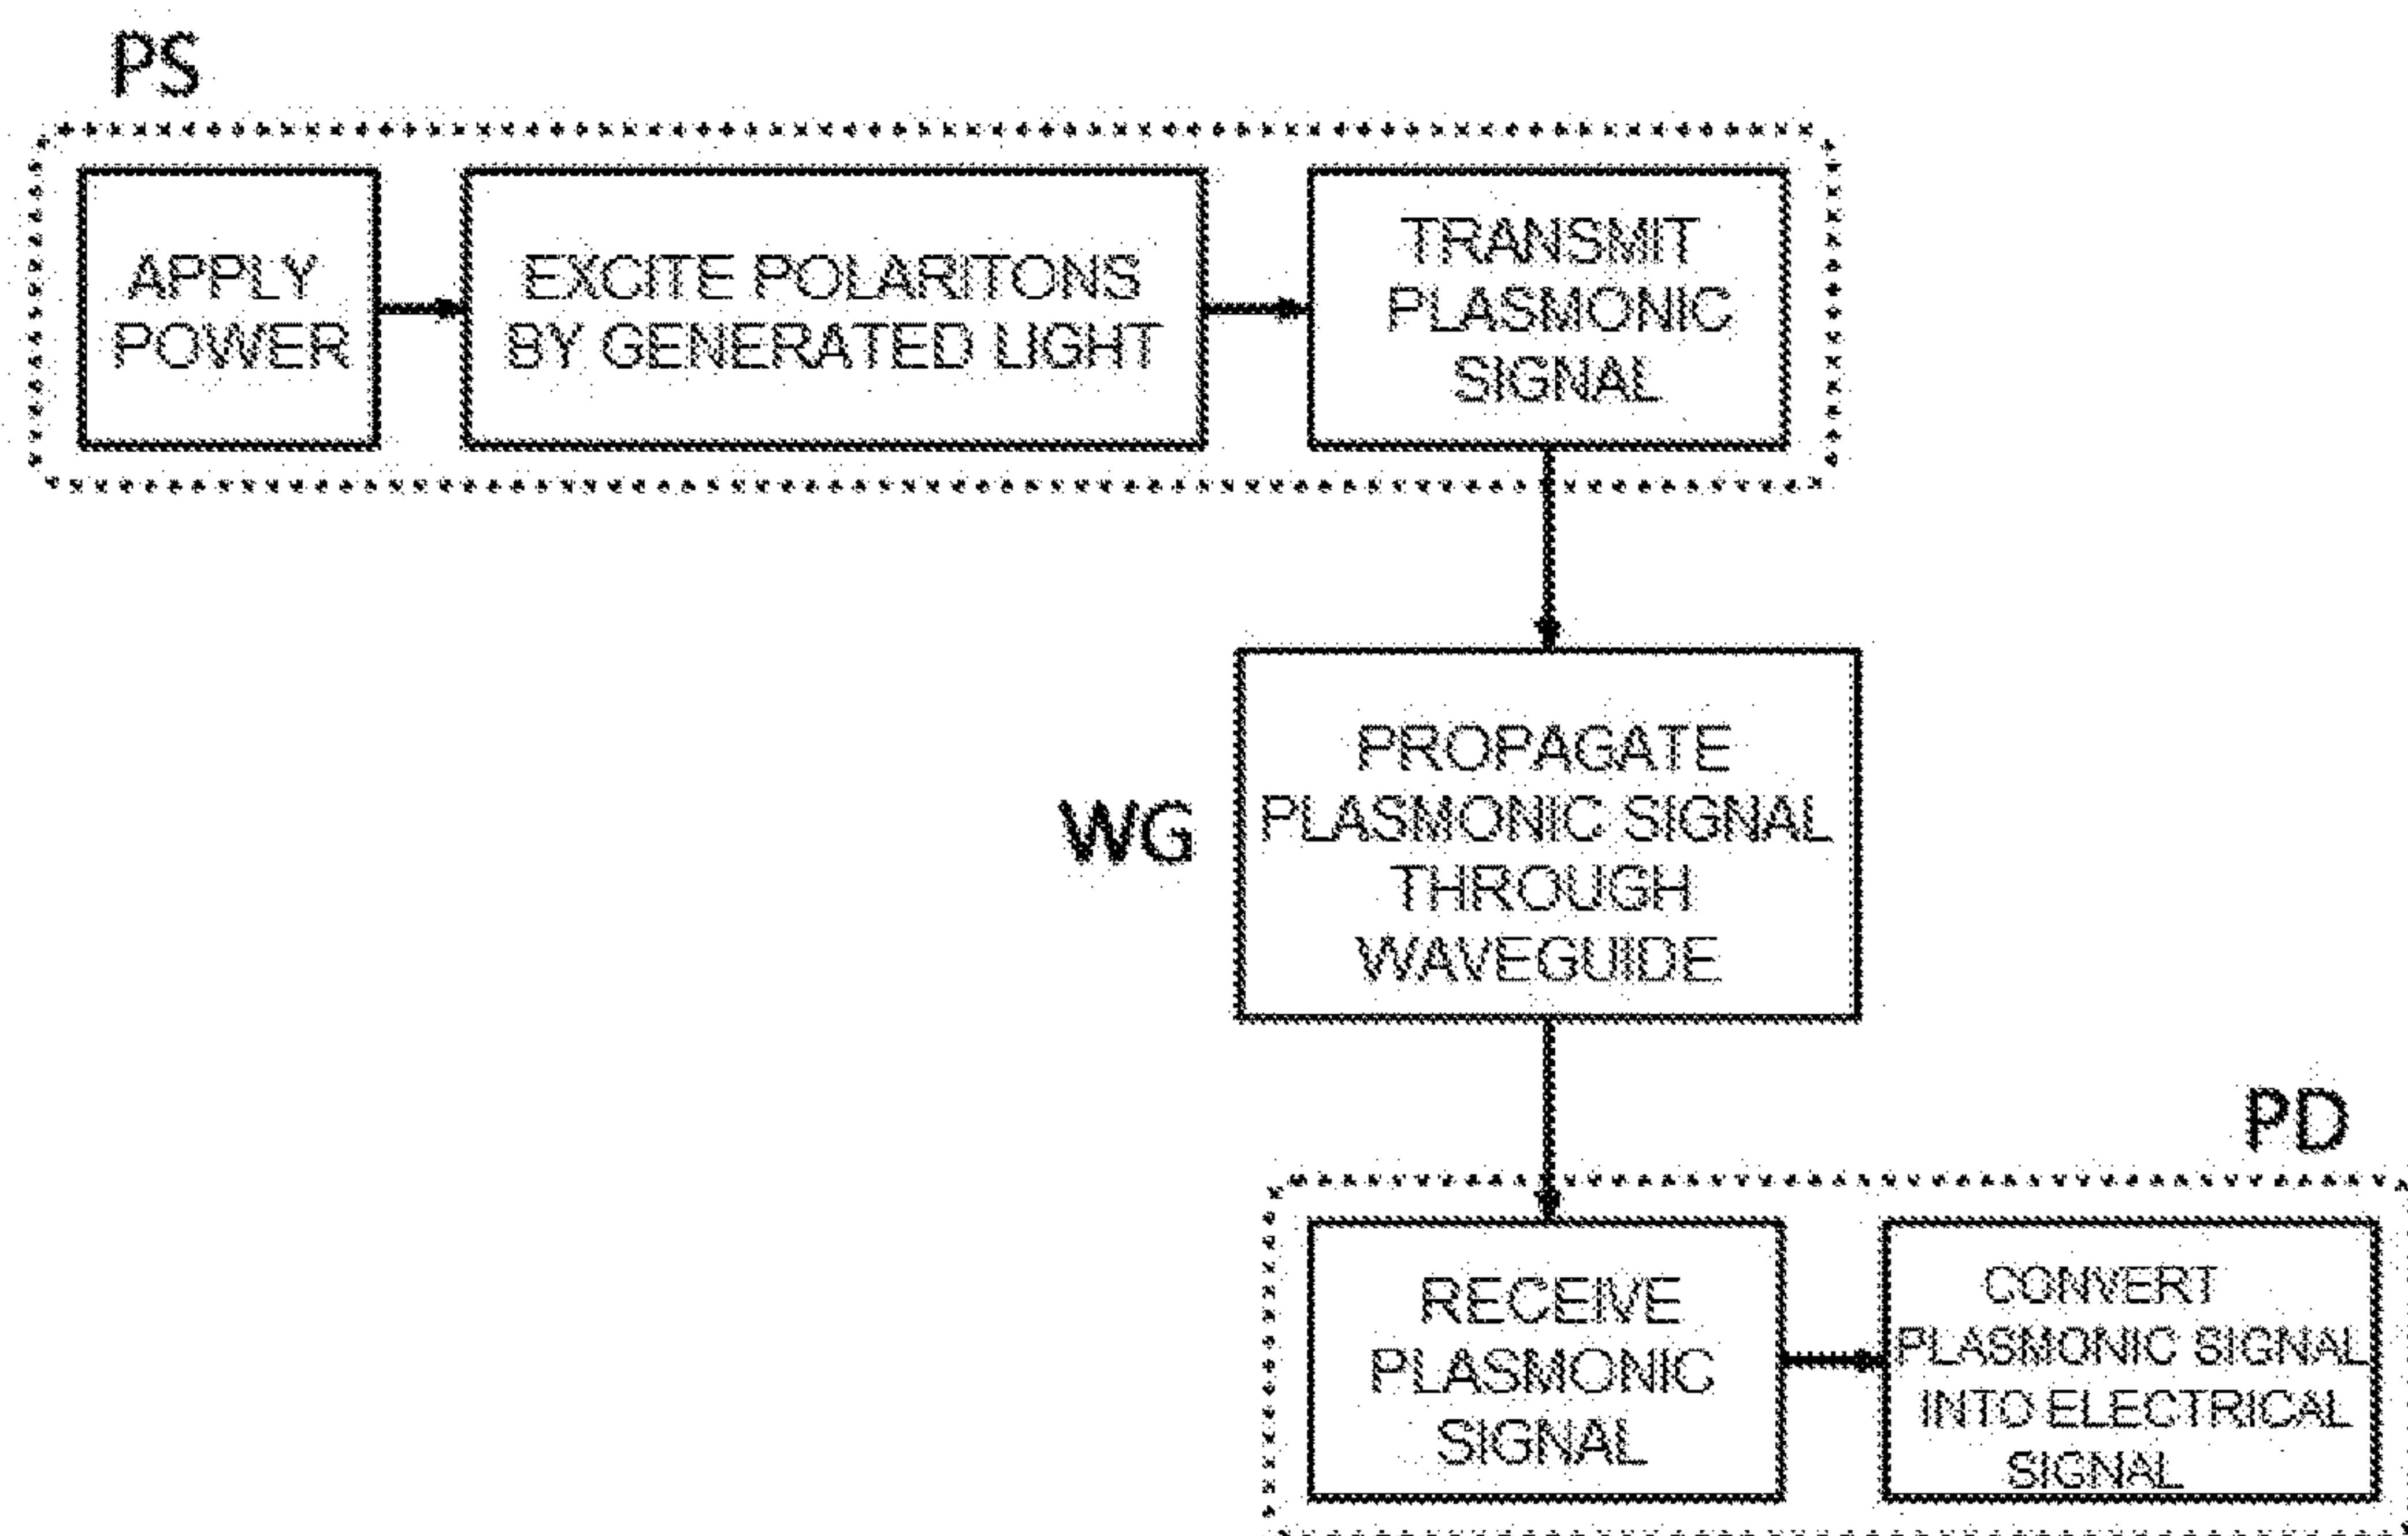 PS
APPLY
POWER
EXCITE POLARITONS
BY GENERATED LIGHT
TRANSMIT
PLASMONIC
SIGNAL
WG
PROPAGATE
PLASMONIC SIGNAL
THROUGH
WAVEGUIDE
PD
RECEIVE
PLASMONIC
SIGNAL
CONVERT
PLASMONIC SIGNAL
INTO ELECTRICAL
SIGNAL